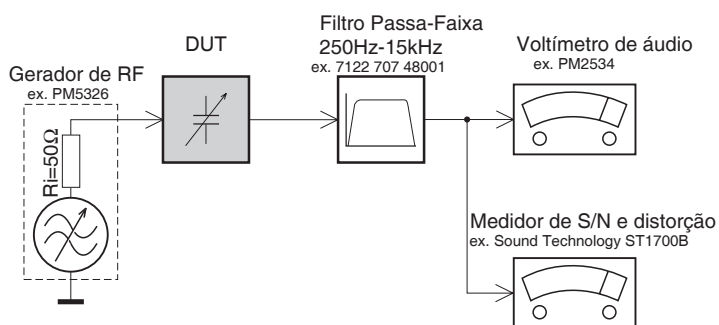 Gerador de RF
ex. PM5326
Ri=50Ω
DUT
Filtro Passa-Faixa
250Hz-15kHz
ex. 7122 707 48001
Voltímetro de áudio
ex. PM2534
Medidor de S/N e distorção
ex. Sound Technology ST1700B